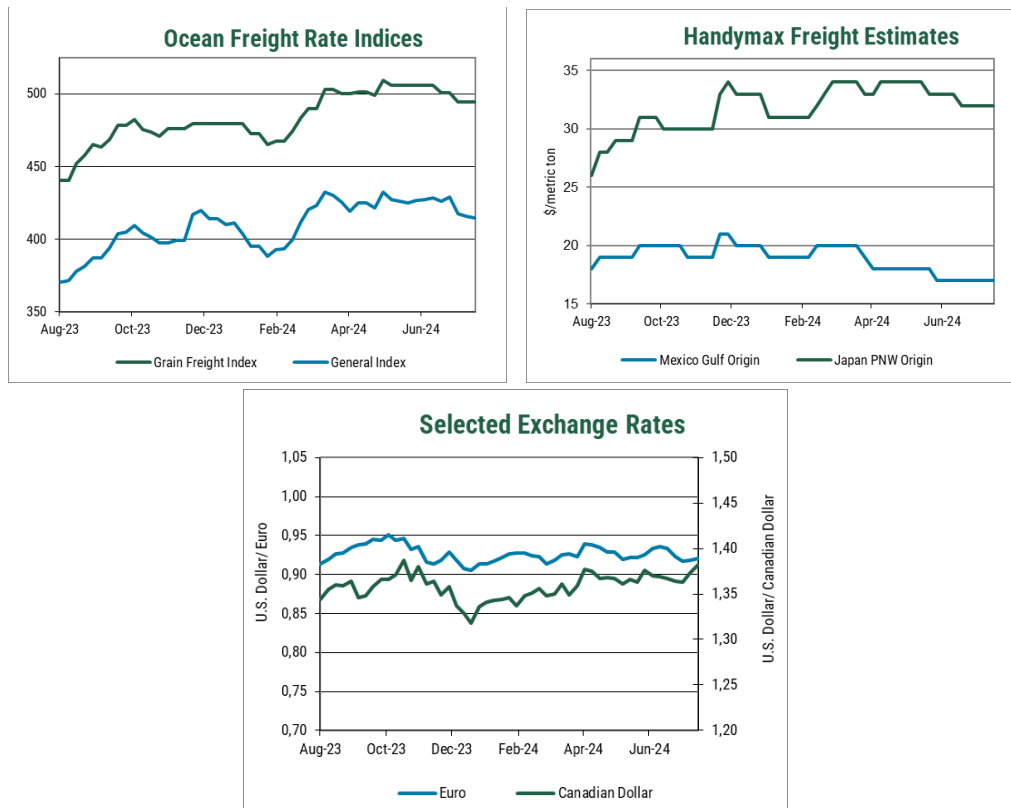 Ocean Freight Rate Indices
500
450
400
350
Aug-23 Oct-23 Dec-23 Feb-24 Apr-24 Jun-24
Grain Freight Index General Index
Handymax Freight Estimates
$/metric ton
35
30
25
20
15
Aug-23 Oct-23 Dec-23 Feb-24 Apr-24 Jun-24
Mexico Gulf Origin Japan PNW Origin
Selected Exchange Rates
U.S. Dollar/ Euro
1,05
1,00
0,95
0,90
0,85
0,80
0,75
0,70
1,50
1,45
1,40
1,35
1,30
1,25
1,20
U.S. Dollar/ Canadian Dollar
Aug-23 Oct-23 Dec-23 Feb-24 Apr-24 Jun-24
Euro Canadian Dollar